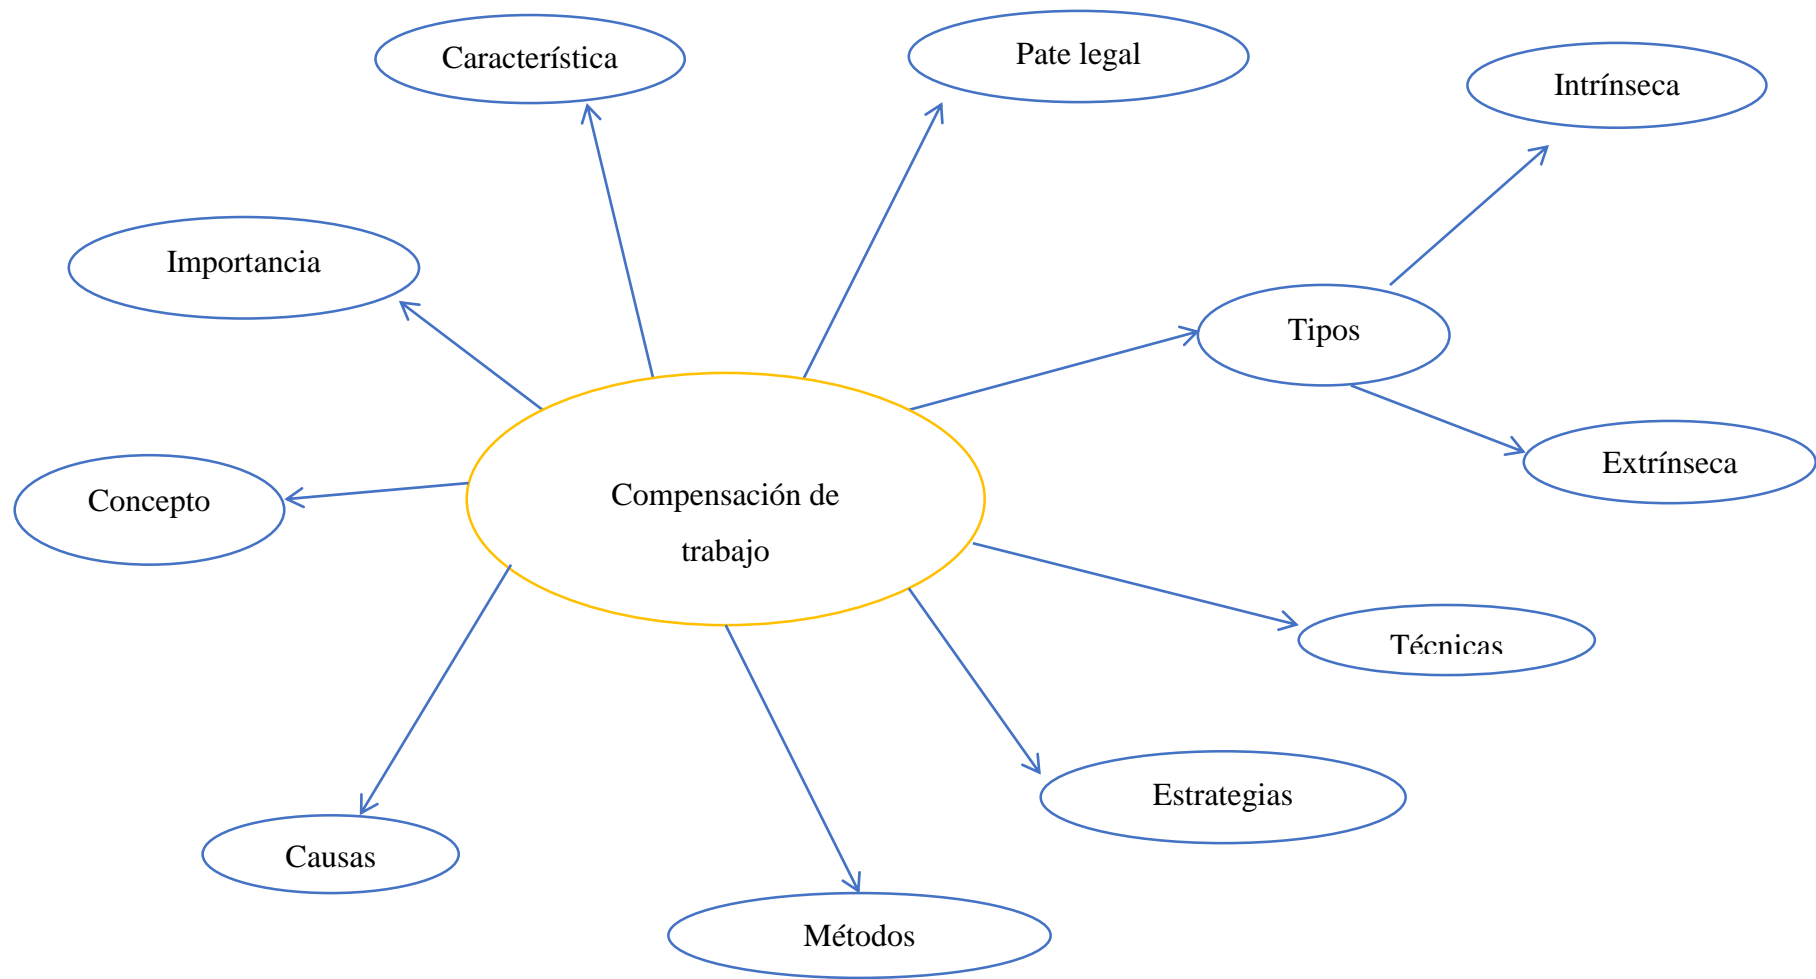 Característica
Pate legal
Intrínseca
Importancia
Tipos
Extrínseca
Concepto
Compensación de
trabajo
Técnicas
Estrategias
Causas
Métodos